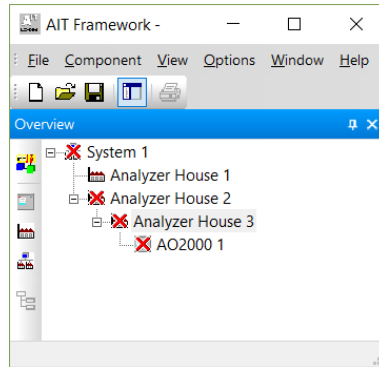 AIT Framework -
File Component View Options Window Help
Overview
System 1
Analyzer House 1
Analyzer House 2
Analyzer House 3
AO2000 1